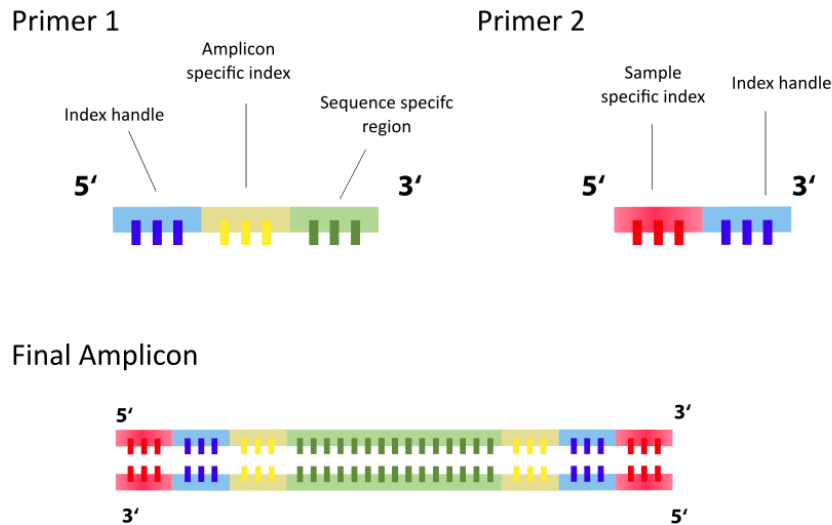 Primer 1
Primer 2
Amplicon
specific index
Sample
specific index
Index handle
Sequence specifc
region
Index handle
5‘
3‘
5‘
3‘
Final Amplicon
5‘
3‘
3‘
5‘